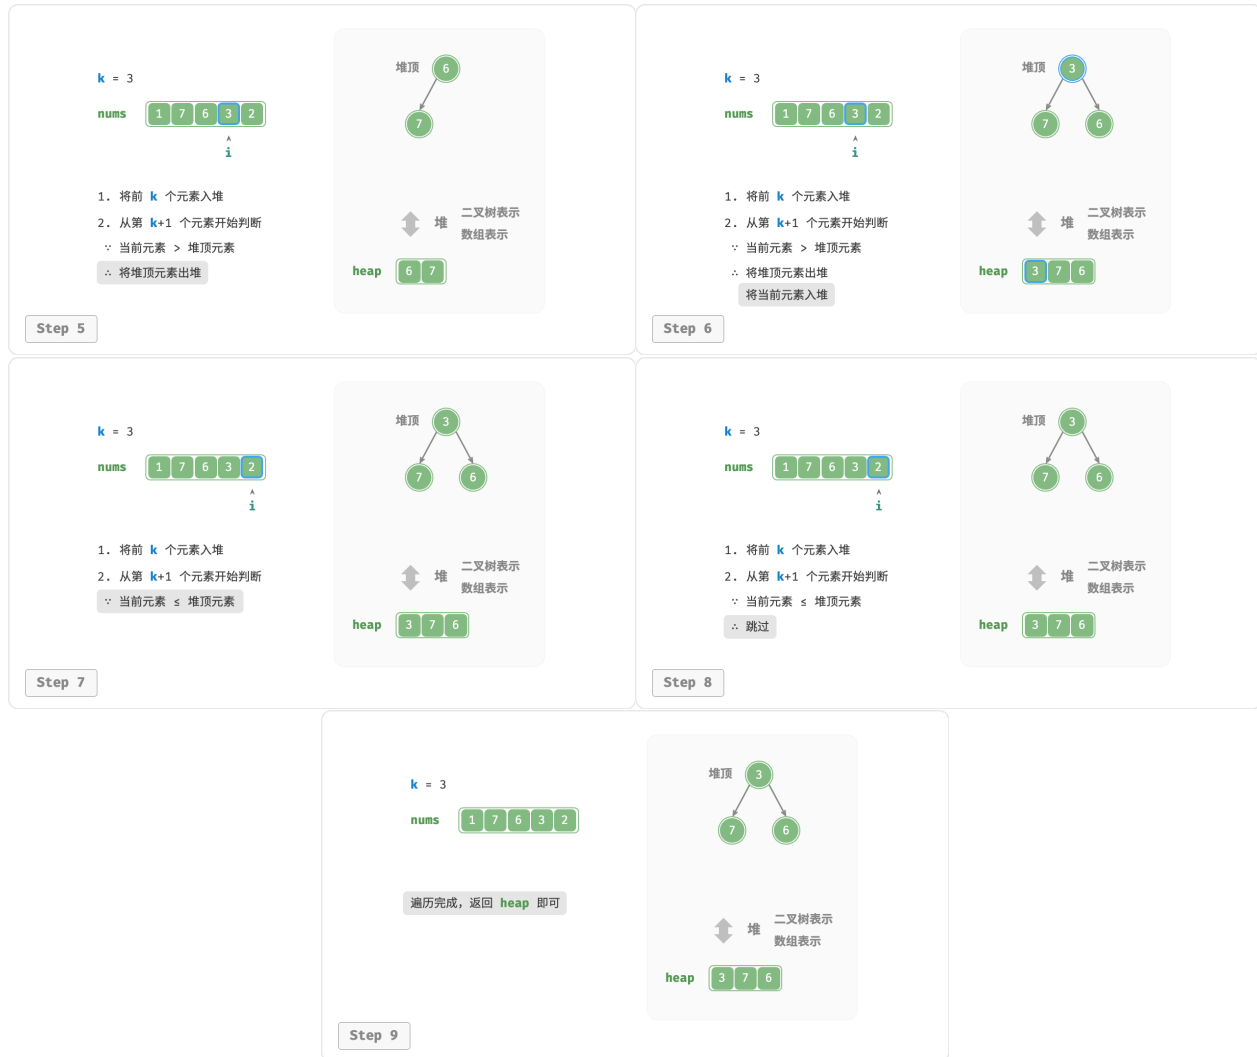 k = 3
nums 1 7 6 3 2
i
1. 将前 k 个元素入堆
2. 从第 k+1 个元素开始判断
∵ 当前元素 > 堆顶元素
∴ 将堆顶元素出堆
堆顶 6
7
堆 二叉树表示
数组表示
heap 6 7
Step 5
k = 3
nums 1 7 6 3 2
i
1. 将前 k 个元素入堆
2. 从第 k+1 个元素开始判断
∵ 当前元素 > 堆顶元素
∴ 将堆顶元素出堆
将当前元素入堆
堆顶 3
7 6
堆 二叉树表示
数组表示
heap 3 7 6
Step 6
k = 3
nums 1 7 6 3 2
i
1. 将前 k 个元素入堆
2. 从第 k+1 个元素开始判断
∵ 当前元素 ≤ 堆顶元素
堆顶 3
7 6
堆 二叉树表示
数组表示
heap 3 7 6
Step 7
k = 3
nums 1 7 6 3 2
i
1. 将前 k 个元素入堆
2. 从第 k+1 个元素开始判断
∵ 当前元素 ≤ 堆顶元素
∴ 跳过
堆顶 3
7 6
堆 二叉树表示
数组表示
heap 3 7 6
Step 8
k = 3
nums 1 7 6 3 2
遍历完成，返回 heap 即可
堆顶 3
7 6
堆 二叉树表示
数组表示
heap 3 7 6
Step 9